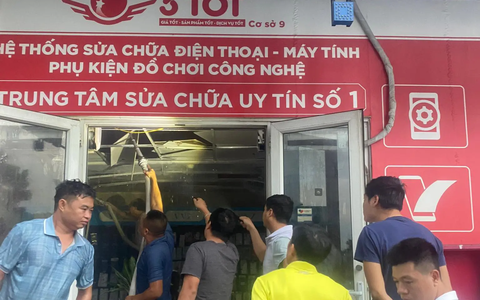 3 TỐT
GIÁ TỐT - SẢN PHẨM TỐT - DỊCH VỤ TỐT
Cơ sở 9
HỆ THỐNG SỬA CHỮA ĐIỆN THOẠI - MÁY TÍNH
PHỤ KIỆN ĐỒ CHƠI CÔNG NGHỆ
TRUNG TÂM SỬA CHỮA UY TÍN SỐ 1